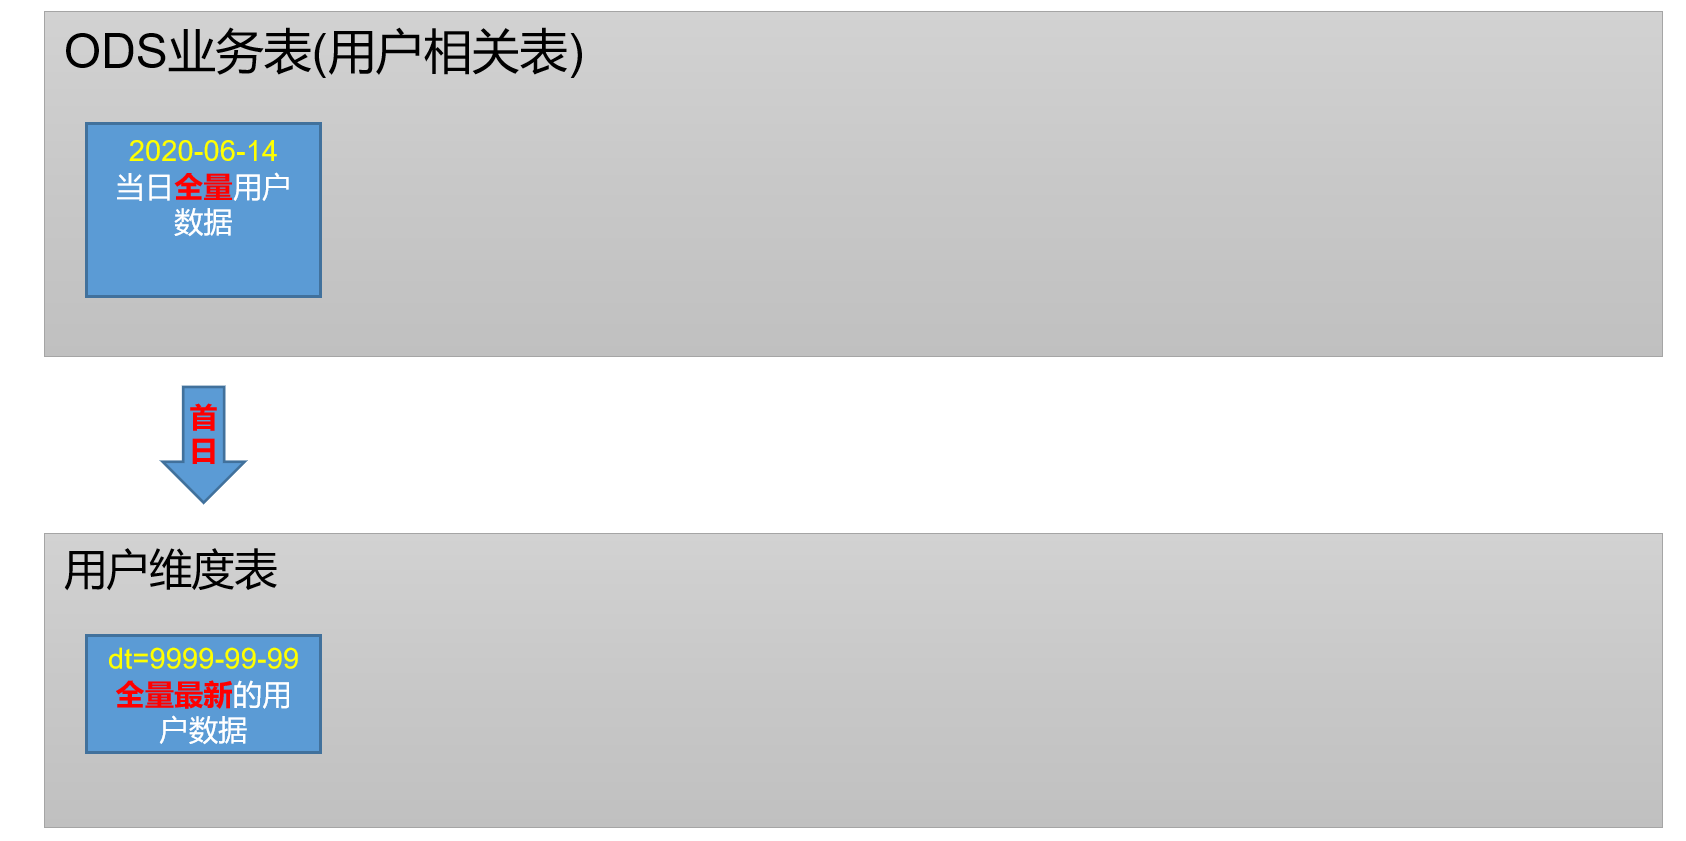 ODS业务表(用户相关表)
2020-06-14
当日全量用户
数据
首
日
用户维度表
dt=9999-99-99
全量最新的用
户数据